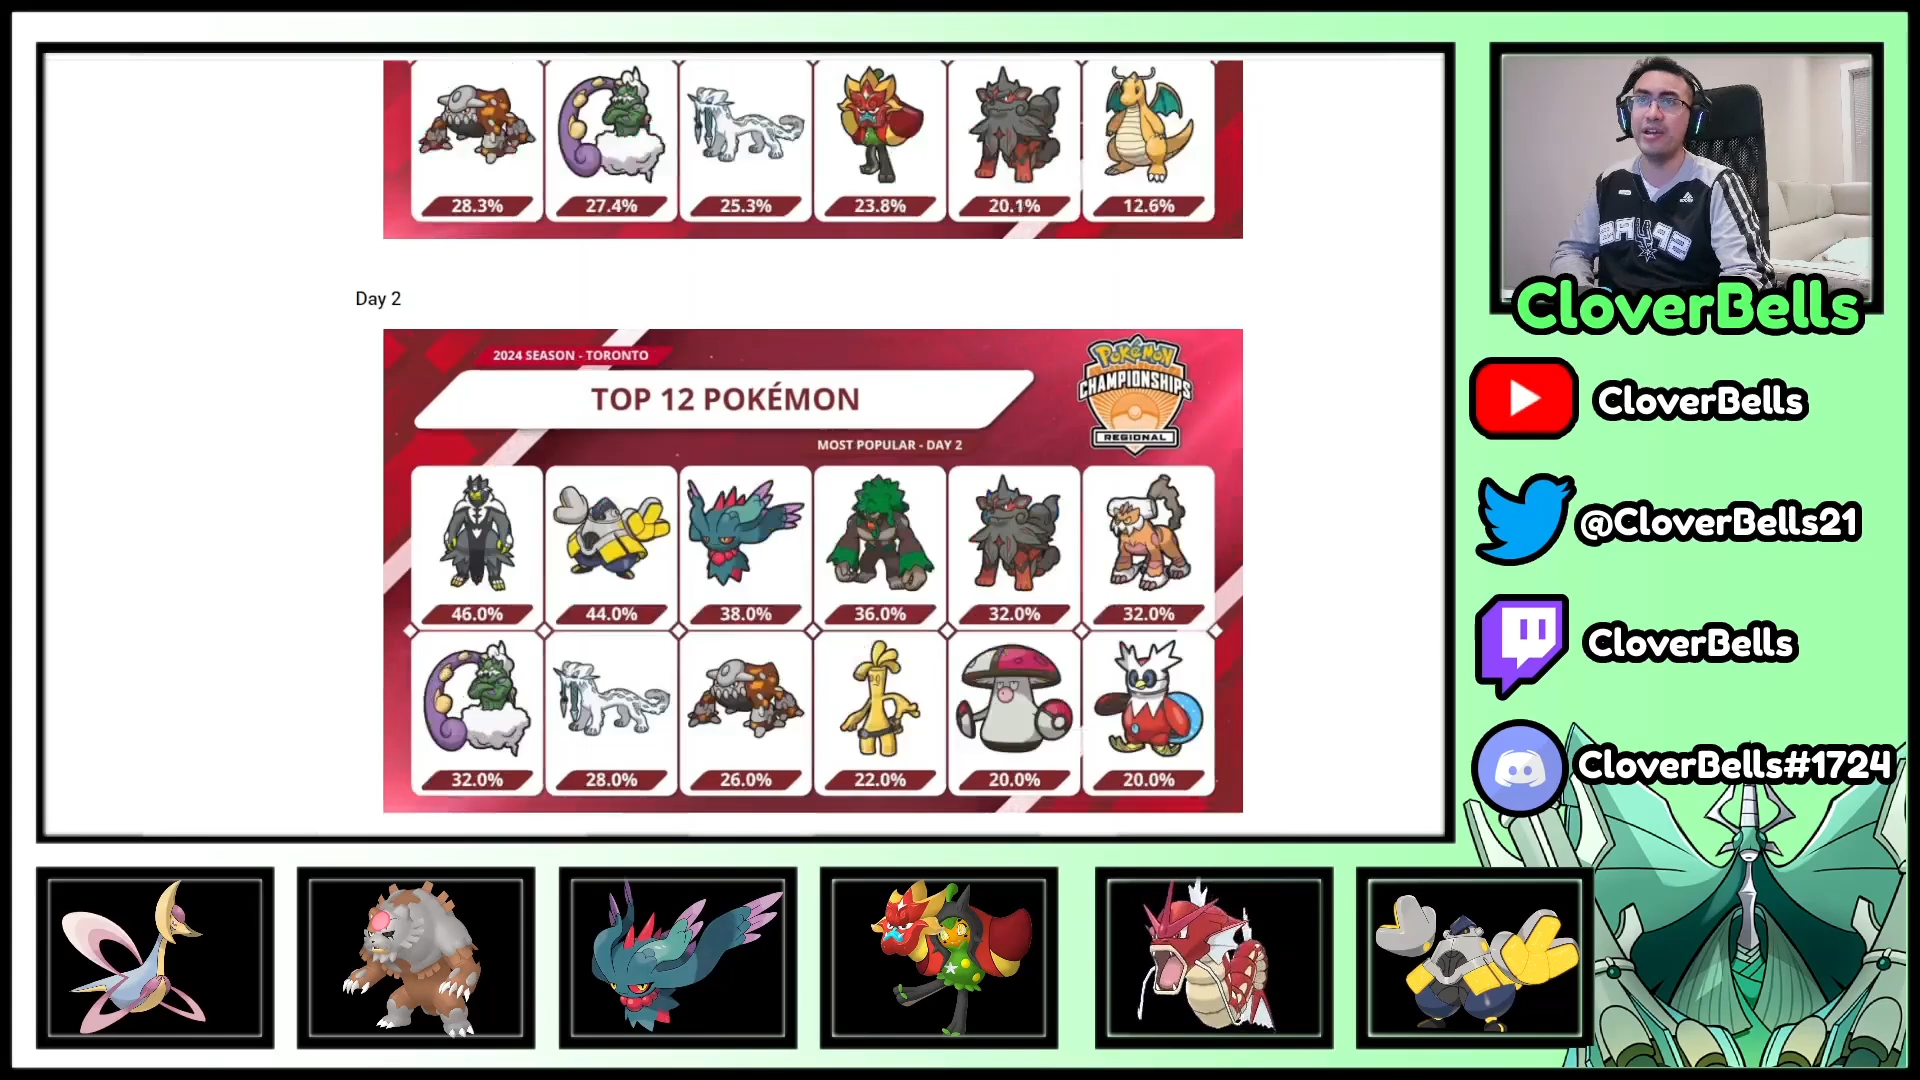 28.3% 27.4% 25.3% 23.8% 20.1% 12.6%
Day 2
2024 SEASON - TORONTO
TOP 12 POKÉMON
MOST POPULAR - DAY 2
Pokémon
CHAMPIONSHIPS
REGIONAL
46.0% 44.0% 38.0% 36.0% 32.0% 32.0%
32.0% 28.0% 26.0% 22.0% 20.0% 20.0%
SPURS
CloverBells
CloverBells
@CloverBells21
CloverBells
CloverBells#1724